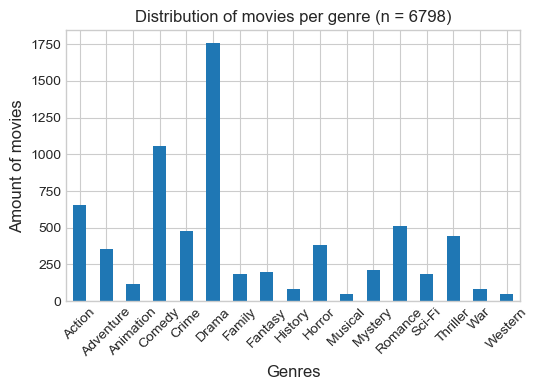 Distribution of movies per genre (n = 6798)
Amount of movies
1750
1500
1250
1000
750
500
250
0
Action
Adventure
Animation
Comedy
Crime
Drama
Family
Fantasy
History
Horror
Musical
Mystery
Romance
Sci-Fi
Thriller
War
Western
Genres